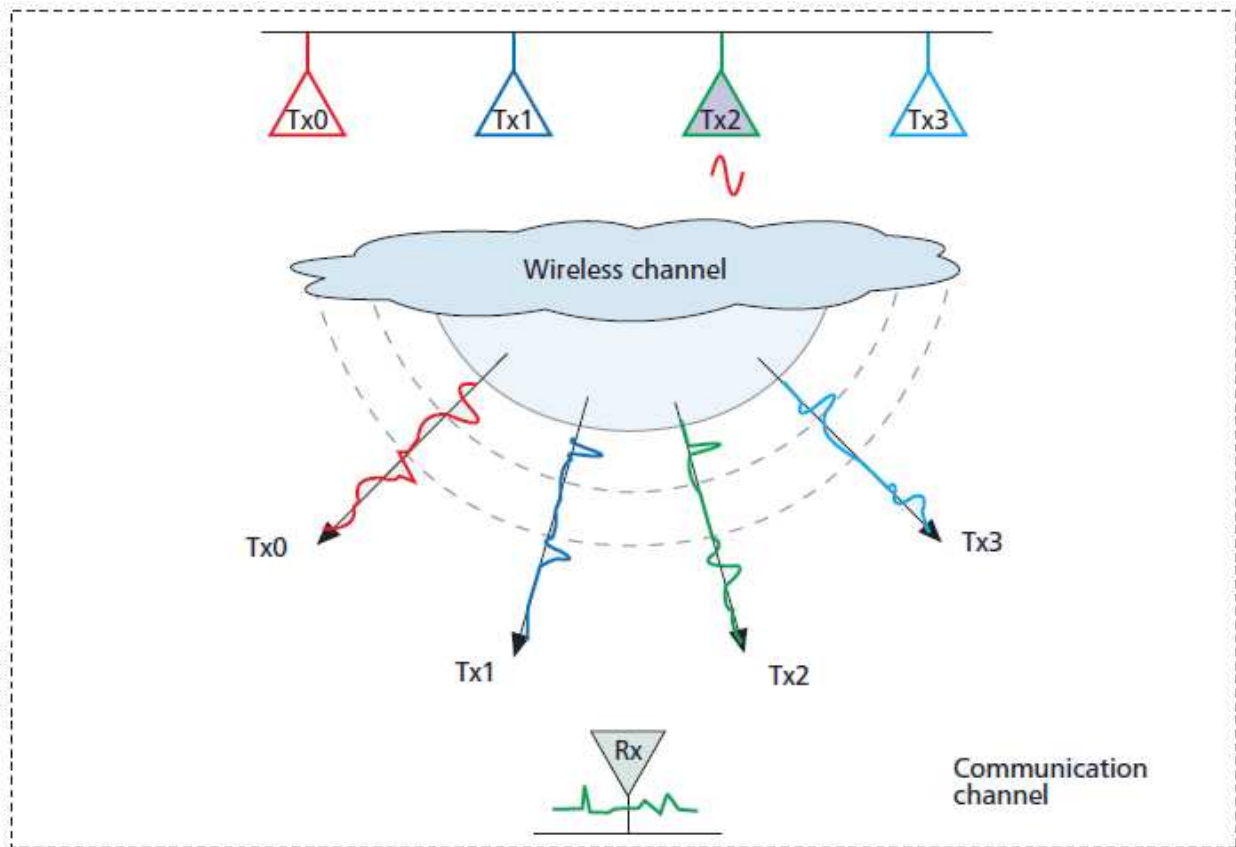 Tx0
Tx1
Tx2
Tx3
Wireless channel
Tx0
Tx3
Tx1
Tx2
Rx
Communication
channel